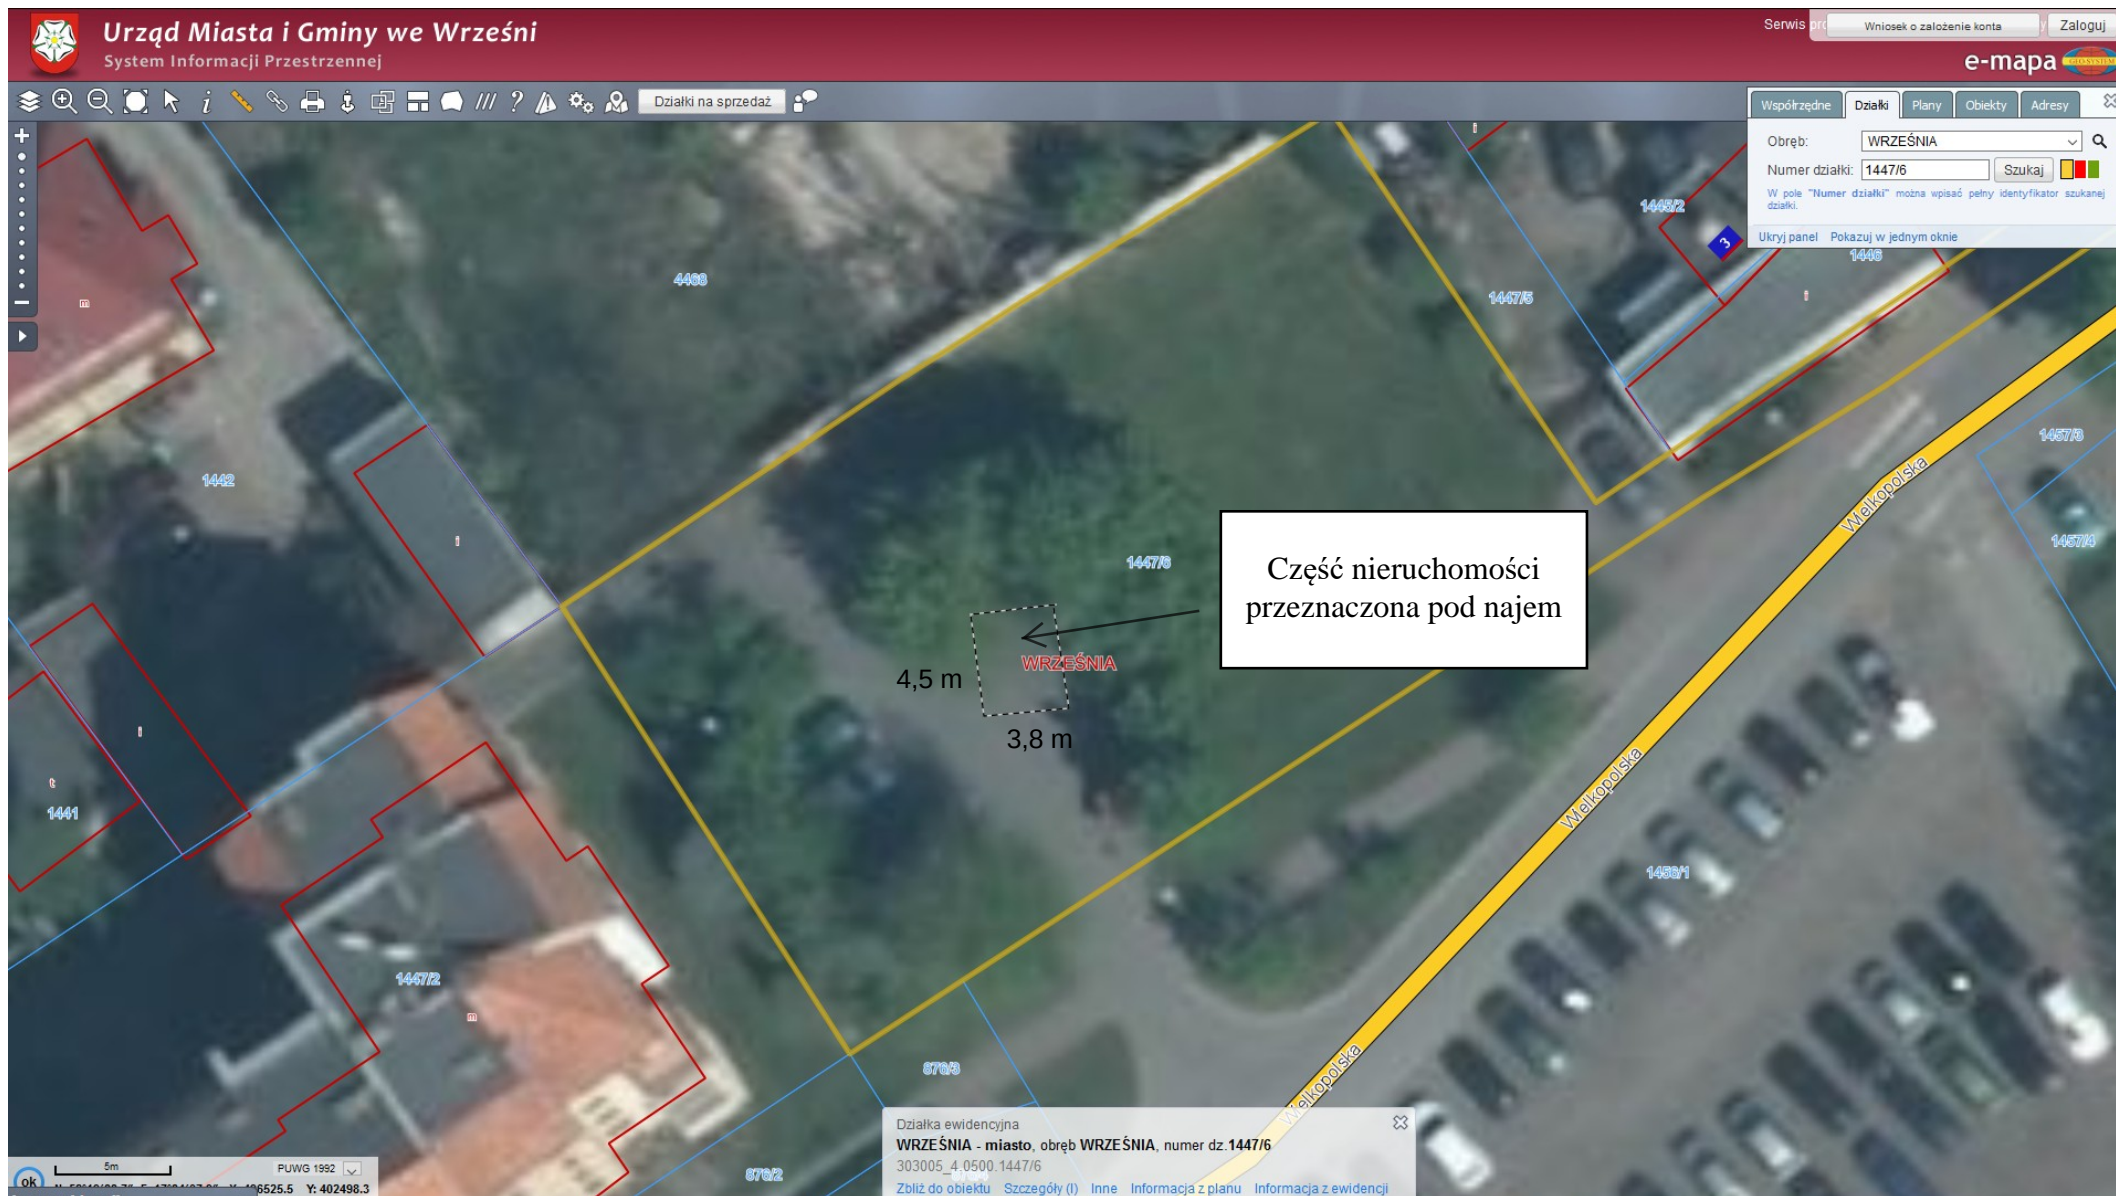 Urząd Miasta i Gminy we Wrześni
System Informacji Przestrzennej
Serwis
Wniosek o założenie konta
Zaloguj
e-mapa
GEO-SYSTEM
Działki na sprzedaż
Współrzędne Działki Plany Obiekty Adresy
Obręb: WRZEŚNIA
Numer działki: 1447/6 Szukaj
W pole "Numer działki" można wpisać pełny identyfikator szukanej
działki.
Ukryj panel Pokazuj w jednym oknie
1445/2
3
1446
i
i
4468
1447/5
m
1457/3
1442
Wielkopolska
i
1457/4
1447/6
Część nieruchomości
przeznaczona pod najem
WRZEŚNIA
4,5 m
3,8 m
i
t
1441
Wielkopolska
1456/1
1447/2
m
876/3
Wielkopolska
876/2
Działka ewidencyjna
WRZEŚNIA - miasto, obręb WRZEŚNIA, numer dz.1447/6
303005_4.0500.1447/6
Zbliż do obiektu Szczegóły (I) Inne Informacja z planu Informacja z ewidencji
5m
PUWG 1992
ok
Y: 402498.3